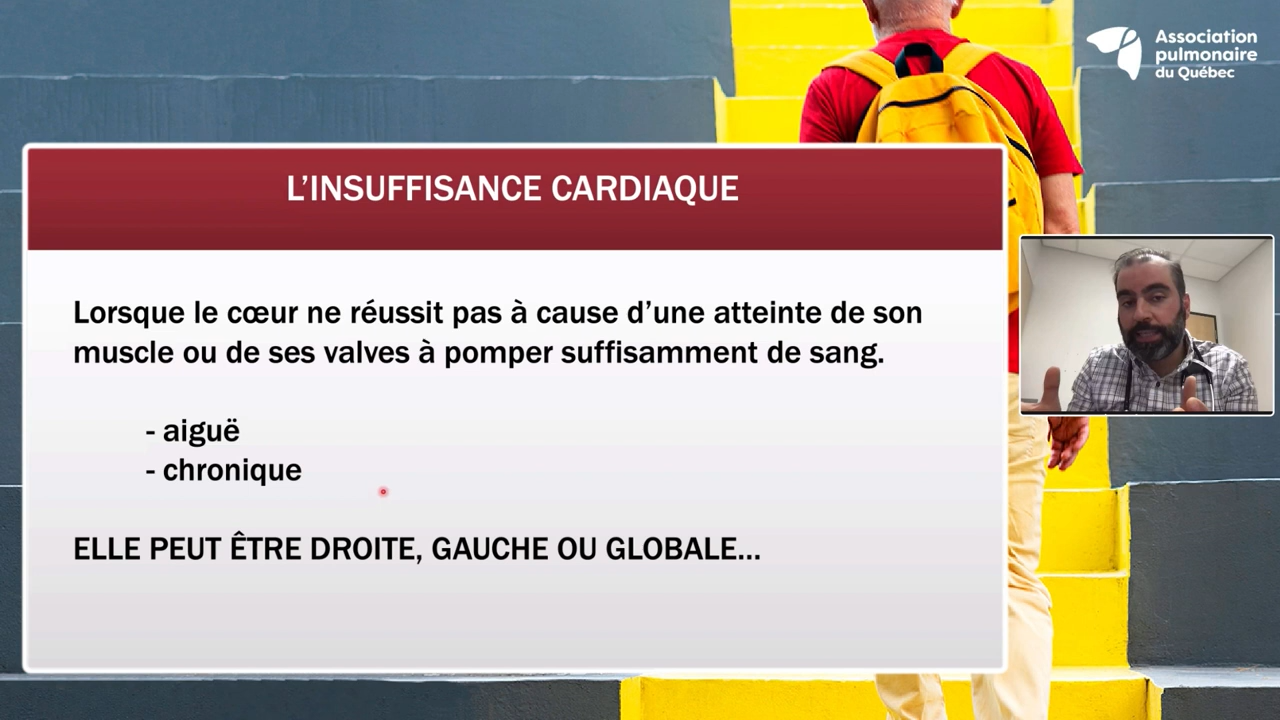 Association
pulmonaire
du Québec
L’INSUFFISANCE CARDIAQUE
Lorsque le cœur ne réussit pas à cause d’une atteinte de son
muscle ou de ses valves à pomper suffisamment de sang.
- aiguë
- chronique
ELLE PEUT ÊTRE DROITE, GAUCHE OU GLOBALE...